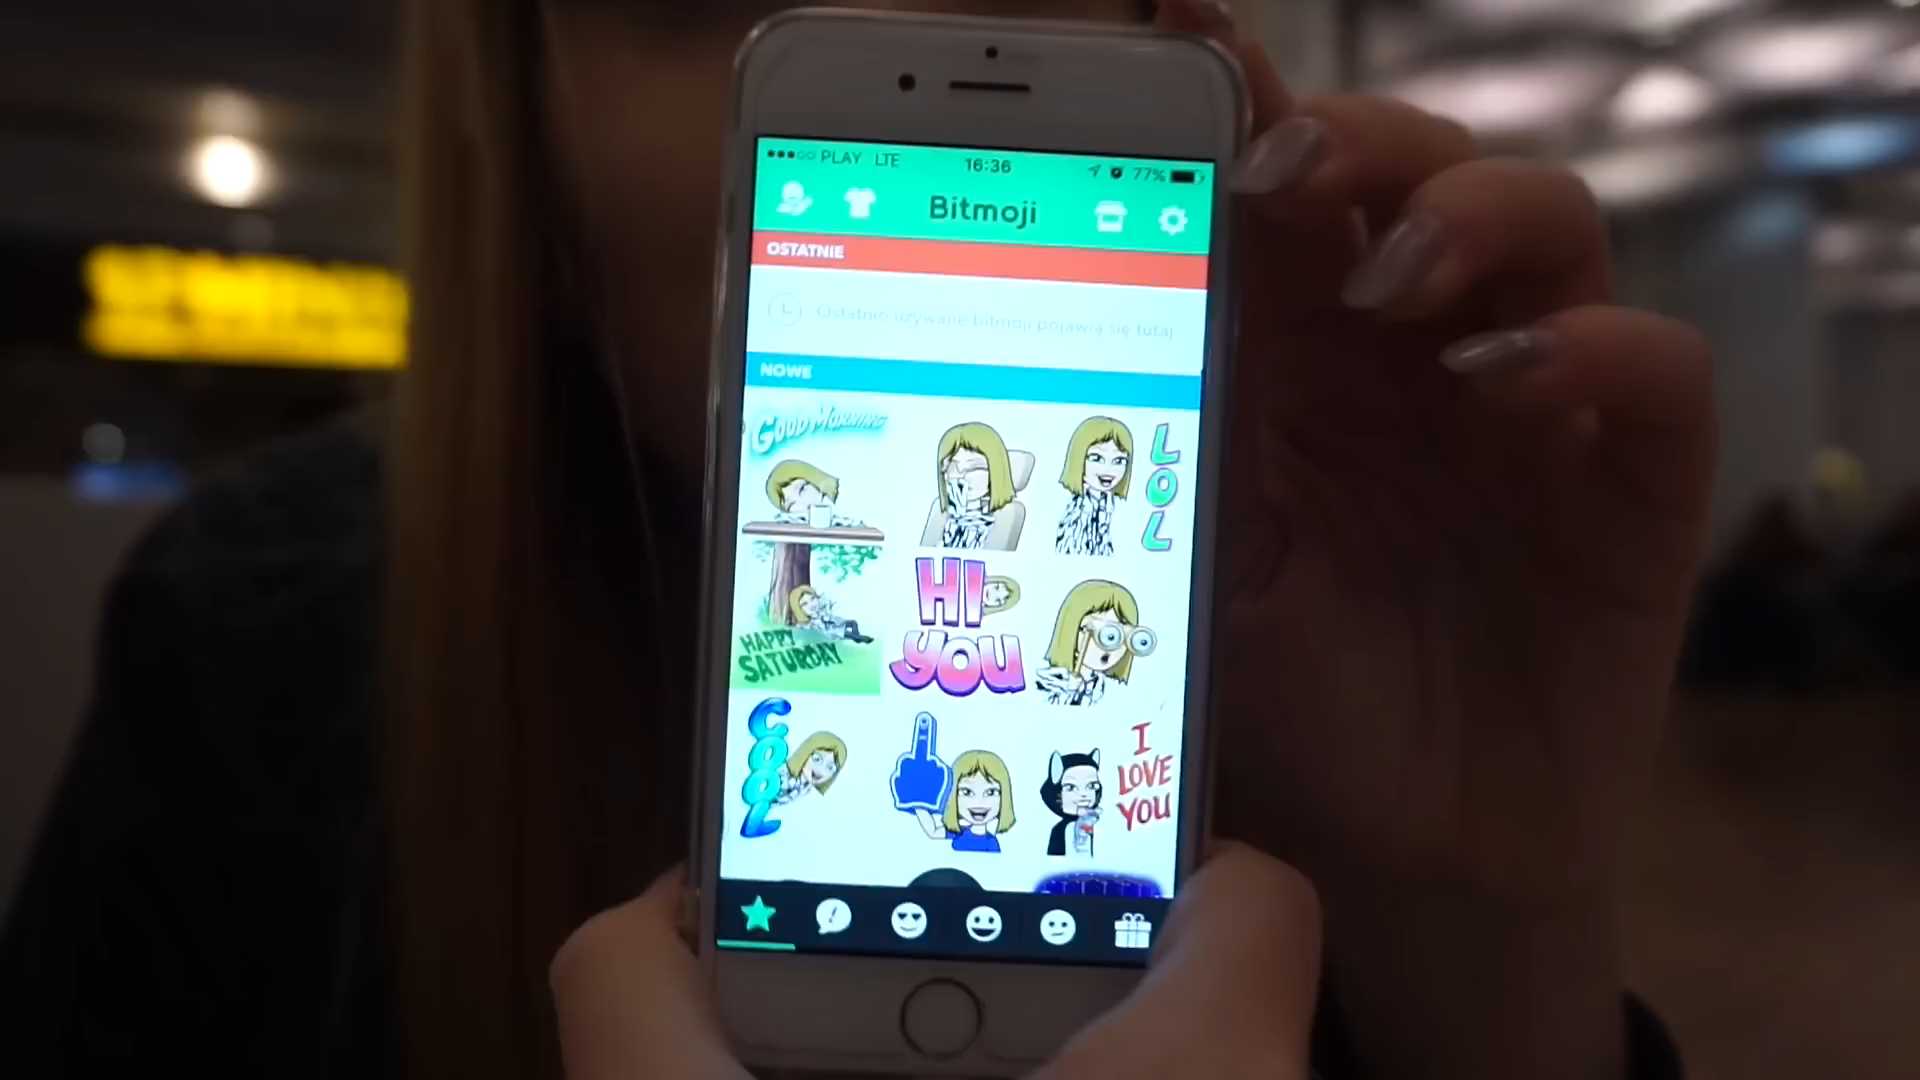 PLAY LTE 16:36 77%
Bitmoji
OSTATNIE
Ostatnio używane bitmoji pojawią się tutaj
NOWE
GOOD MORNING
LOL
HAPPY
SATURDAY
HI
YOU
COOL
I
LOVE
YOU